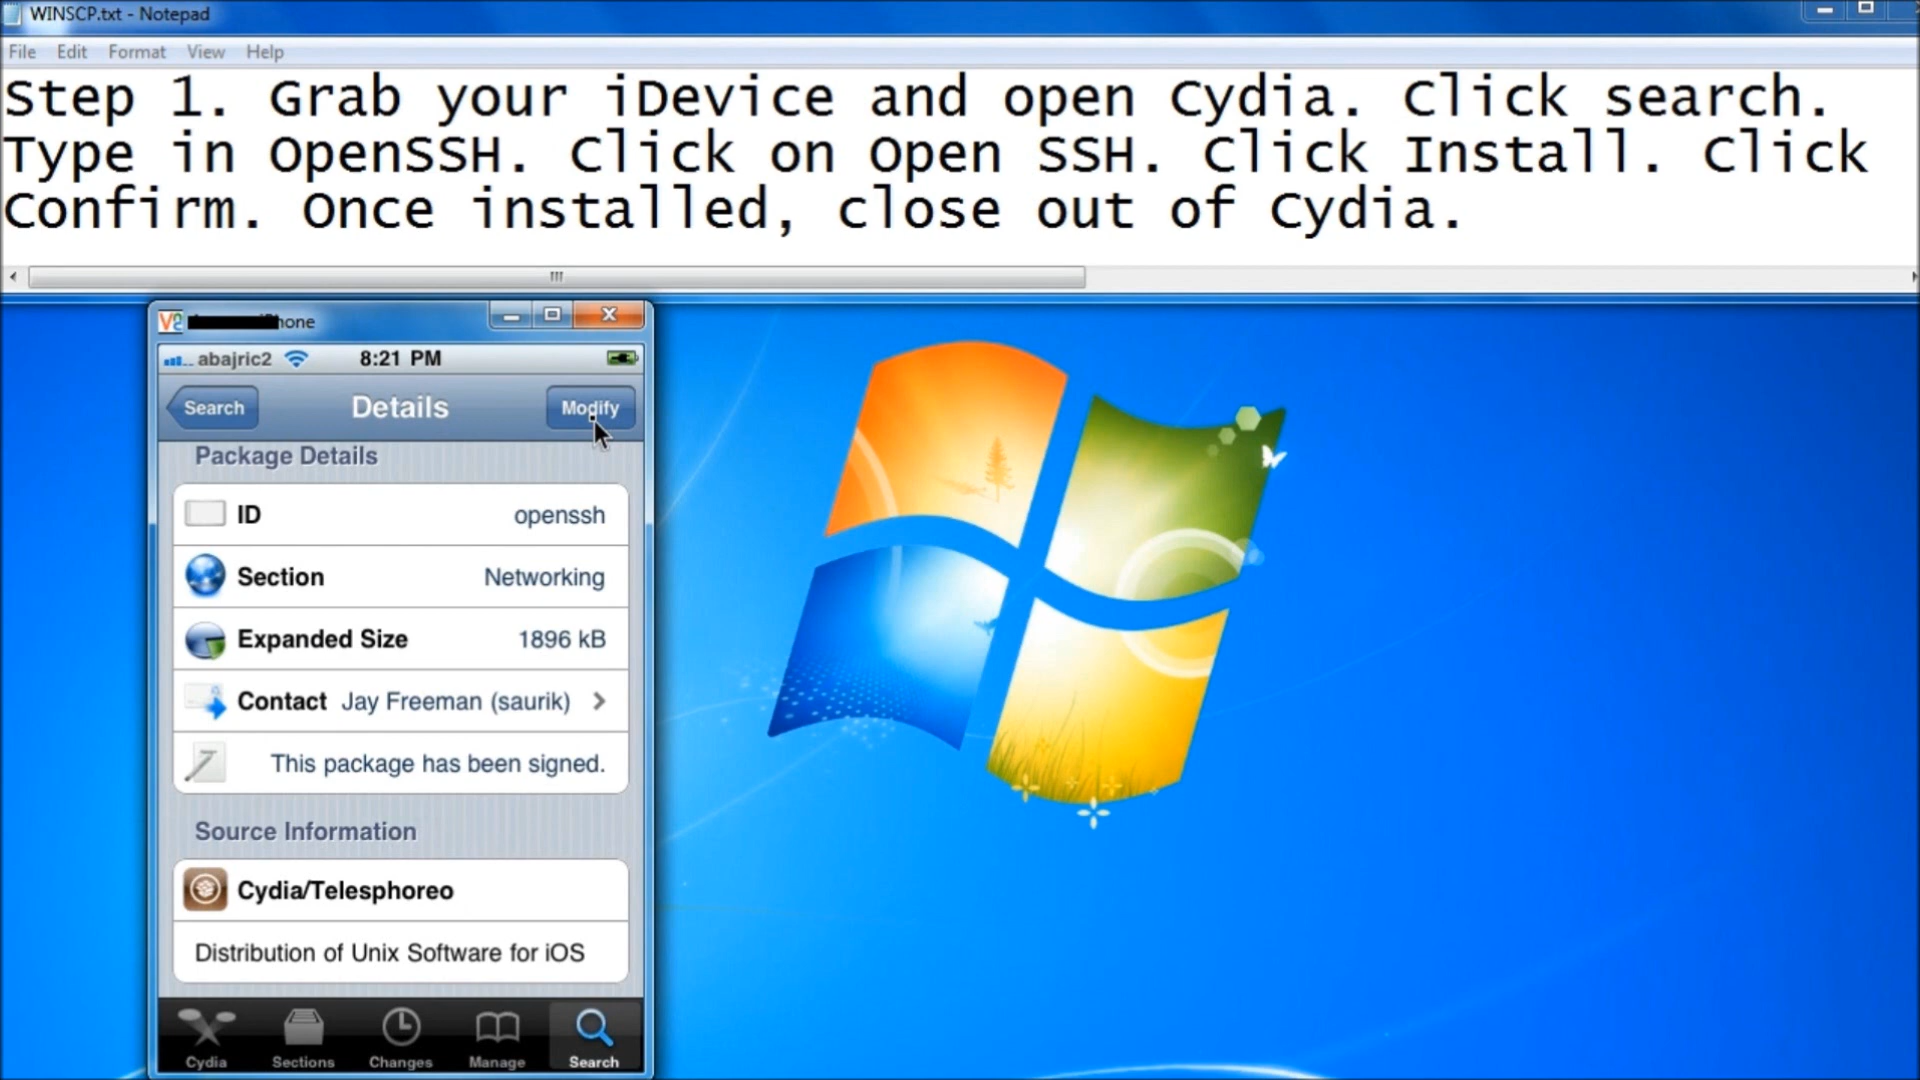 WINSCP.txt - Notepad
File Edit Format View Help
Step 1. Grab your iDevice and open Cydia. Click search.
Type in OpenSSH. Click on Open SSH. Click Install. Click
Confirm. Once installed, close out of Cydia.
hone
abajric2 8:21 PM
Search Details Modify
Package Details
ID openssh
Section Networking
Expanded Size 1896 kB
Contact Jay Freeman (saurik)
This package has been signed.
Source Information
Cydia/Telesphoreo
Distribution of Unix Software for iOS
Cydia Sections Changes Manage Search